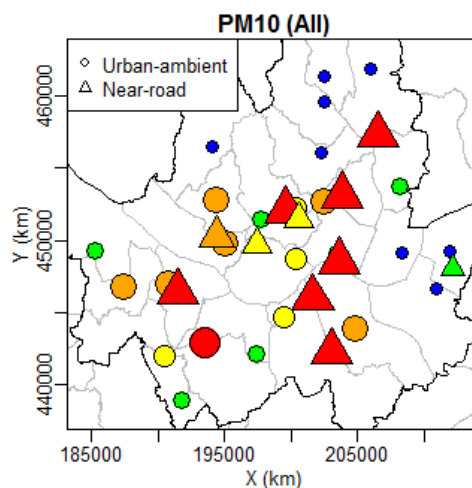 PM10 (All)
Urban-ambient
Near-road
460000
450000
440000
Y (km)
185000
195000
205000
X (km)